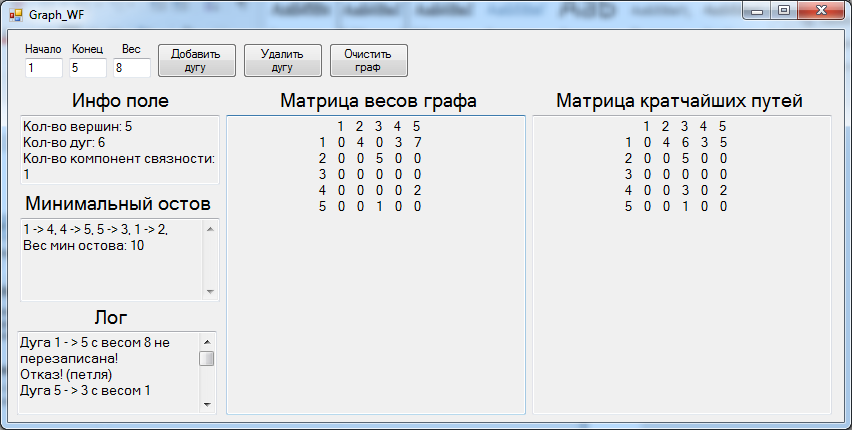 Graph_WF
Начало Конец Вес
1 5 8
Добавить дугу
Удалить дугу
Очистить граф
Инфо поле
Кол-во вершин: 5
Кол-во дуг: 6
Кол-во компонент связности:
1
Минимальный остов
1 -> 4, 4 -> 5, 5 -> 3, 1 -> 2,
Вес мин остова: 10
Лог
Дуга 1 - > 5 с весом 8 не
перезаписана!
Отказ! (петля)
Дуга 5 - > 3 с весом 1
Матрица весов графа
1 2 3 4 5
1 0 4 0 3 7
2 0 0 5 0 0
3 0 0 0 0 0
4 0 0 0 0 2
5 0 0 1 0 0
Матрица кратчайших путей
1 2 3 4 5
1 0 4 6 3 5
2 0 0 5 0 0
3 0 0 0 0 0
4 0 0 3 0 2
5 0 0 1 0 0